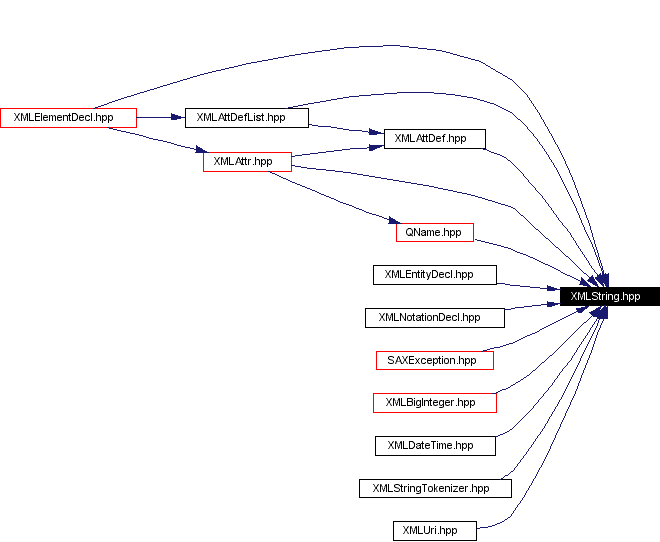 XMLElementDecl.hpp
XMLAttDefList.hpp
XMLAttDef.hpp
XMLAttr.hpp
QName.hpp
XMLEntityDecl.hpp
XMLString.hpp
XMLNotationDecl.hpp
SAXException.hpp
XMLBigInteger.hpp
XMLDateTime.hpp
XMLStringTokenizer.hpp
XMLUri.hpp